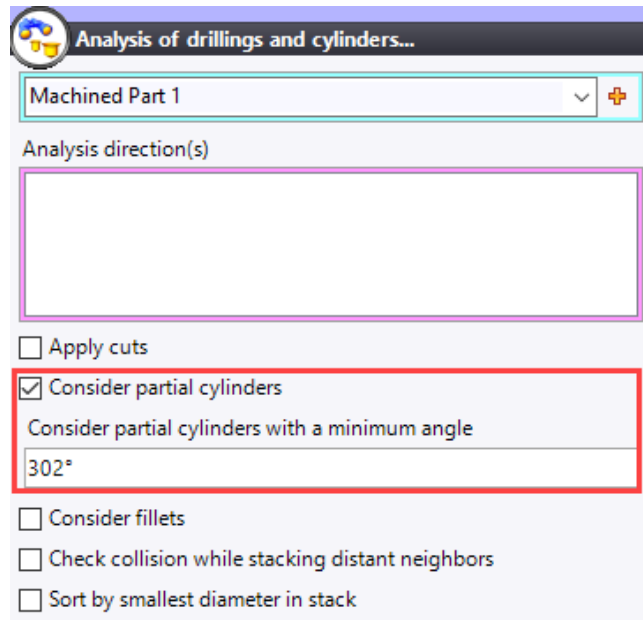 Analysis of drillings and cylinders...
Machined Part 1
Analysis direction(s)
Apply cuts
Consider partial cylinders
Consider partial cylinders with a minimum angle
302°
Consider fillets
Check collision while stacking distant neighbors
Sort by smallest diameter in stack